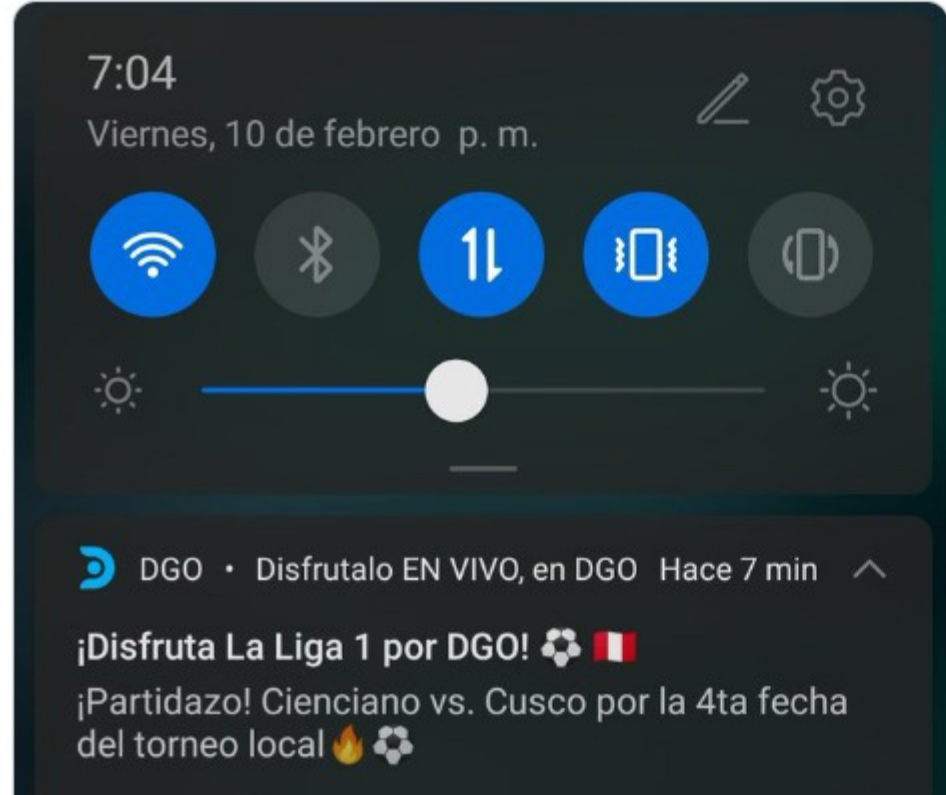 7:04
Viernes, 10 de febrero p. m.
DGO • Disfrutalo EN VIVO, en DGO Hace 7 min
¡Disfruta La Liga 1 por DGO! ⚽ 🇵🇪
¡Partidazo! Cienciano vs. Cusco por la 4ta fecha
del torneo local🔥⚽